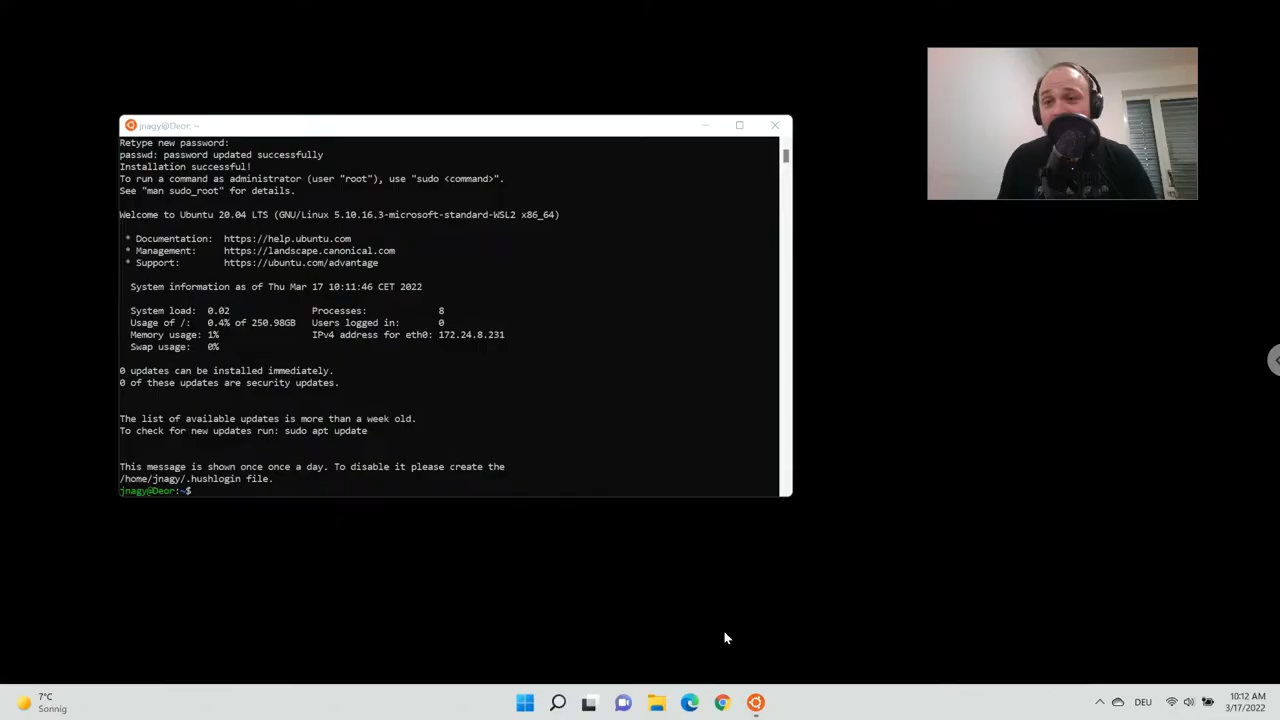 jnagy@Deor: ~
Retype new password:
passwd: password updated successfully
Installation successful!
To run a command as administrator (user "root"), use "sudo <command>".
See "man sudo_root" for details.
Welcome to Ubuntu 20.04 LTS (GNU/Linux 5.10.16.3-microsoft-standard-WSL2 x86_64)
* Documentation: https://help.ubuntu.com
* Management: https://landscape.canonical.com
* Support: https://ubuntu.com/advantage
System information as of Thu Mar 17 10:11:46 CET 2022
System load: 0.02 Processes: 8
Usage of /: 0.4% of 250.98GB Users logged in: 0
Memory usage: 1% IPv4 address for eth0: 172.24.8.231
Swap usage: 0%
0 updates can be installed immediately.
0 of these updates are security updates.
The list of available updates is more than a week old.
To check for new updates run: sudo apt update
This message is shown once once a day. To disable it please create the
/home/jnagy/.hushlogin file.
jnagy@Deor:~$
7°C
Sonnig
DEU
10:12 AM
3/17/2022